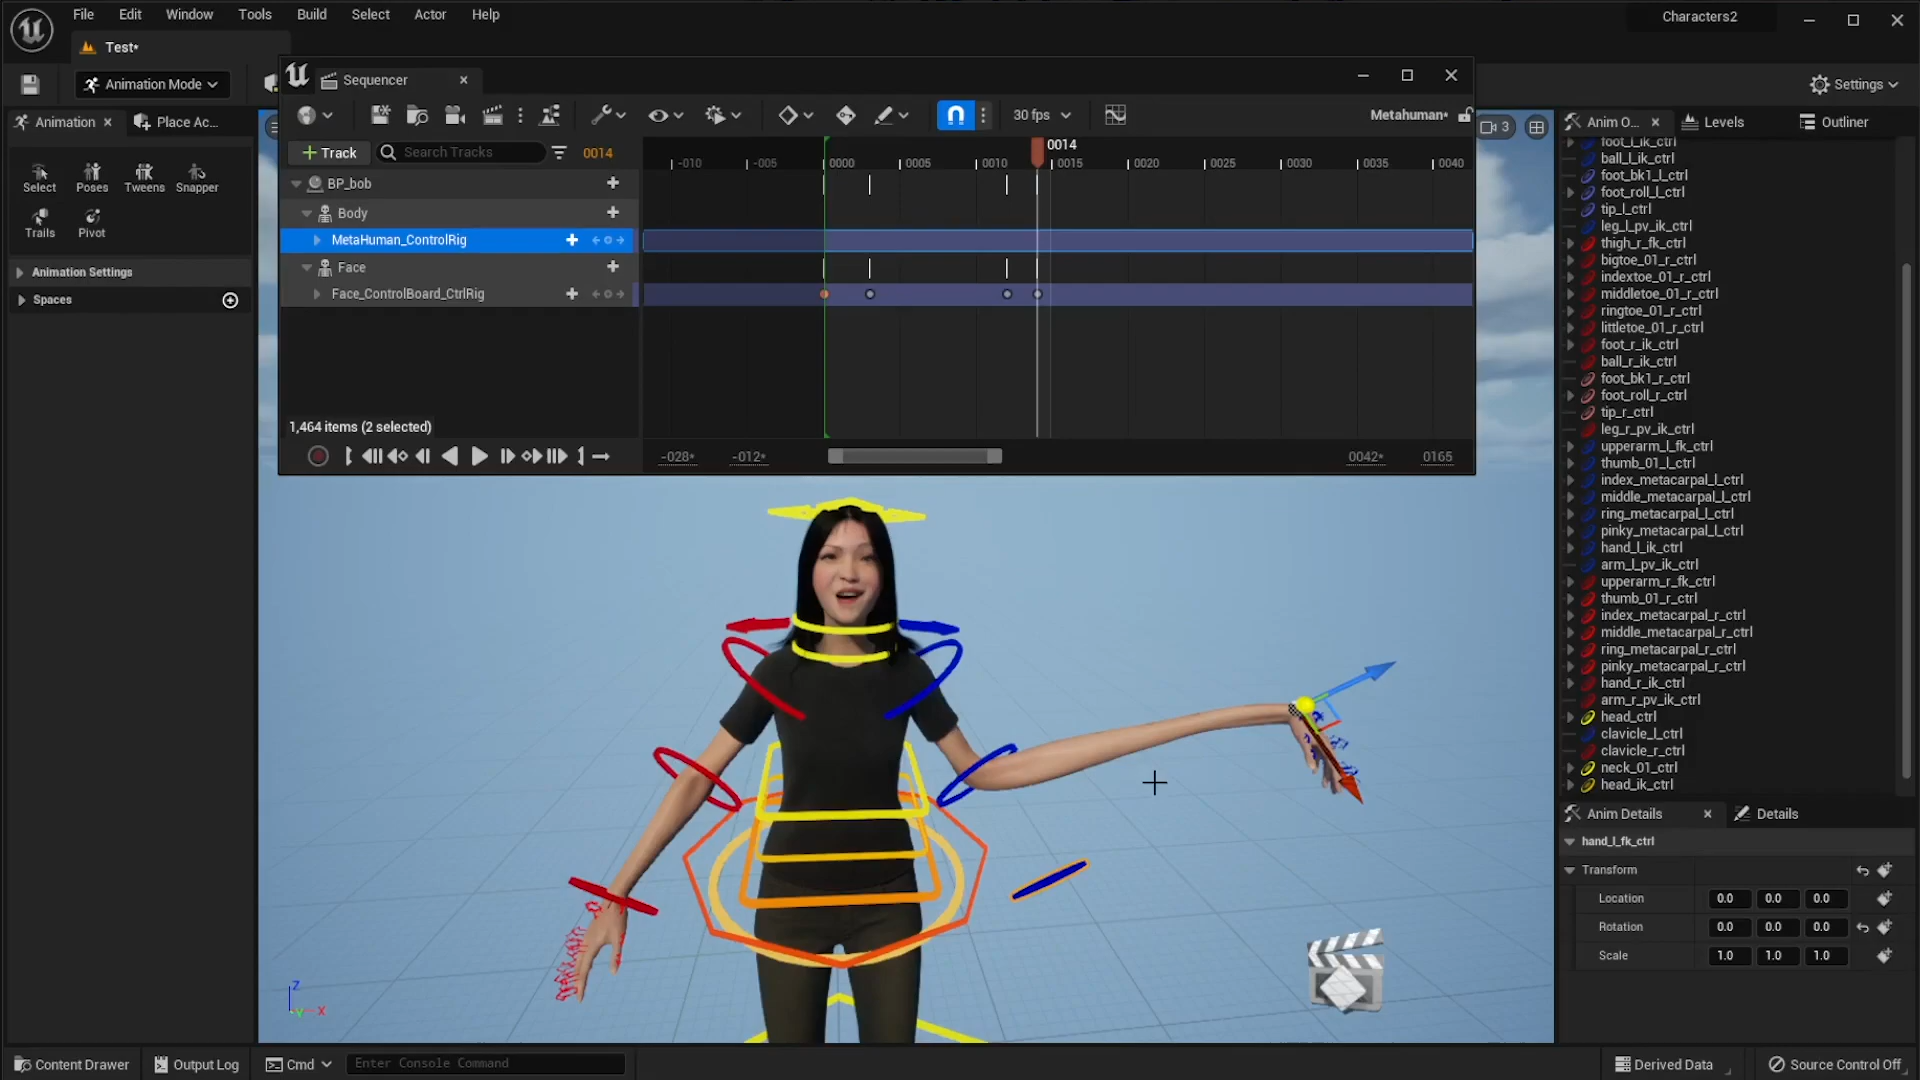 File Edit Window Tools Build Select Actor Help
Characters2
Test*
Animation Mode
Settings
Sequencer
30 fps
Metahuman*
Animation
Place Ac...
3
Anim O...
Levels
Outliner
Track
Search Tracks
0014
0014
-010 -005 0000 0005 0010 0015 0020 0025 0030 0035 0040
Select
Poses
Tweens
Snapper
Trails
Pivot
Animation Settings
Spaces
BP_bob
Body
MetaHuman_ControlRig
Face
Face_ControlBoard_CtrlRig
1,464 items (2 selected)
-028*
-012*
0042*
0165
foot_l_ik_ctrl
ball_l_ik_ctrl
foot_bk1_l_ctrl
foot_roll_l_ctrl
tip_l_ctrl
leg_l_pv_ik_ctrl
thigh_r_fk_ctrl
bigtoe_01_r_ctrl
indextoe_01_r_ctrl
middletoe_01_r_ctrl
ringtoe_01_r_ctrl
littletoe_01_r_ctrl
foot_r_ik_ctrl
ball_r_ik_ctrl
foot_bk1_r_ctrl
foot_roll_r_ctrl
tip_r_ctrl
leg_r_pv_ik_ctrl
upperarm_l_fk_ctrl
thumb_01_l_ctrl
index_metacarpal_l_ctrl
middle_metacarpal_l_ctrl
ring_metacarpal_l_ctrl
pinky_metacarpal_l_ctrl
hand_l_ik_ctrl
arm_l_pv_ik_ctrl
upperarm_r_fk_ctrl
thumb_01_r_ctrl
index_metacarpal_r_ctrl
middle_metacarpal_r_ctrl
ring_metacarpal_r_ctrl
pinky_metacarpal_r_ctrl
hand_r_ik_ctrl
arm_r_pv_ik_ctrl
head_ctrl
clavicle_l_ctrl
clavicle_r_ctrl
neck_01_ctrl
head_ik_ctrl
Anim Details
Details
hand_l_fk_ctrl
Transform
Location 0.0 0.0 0.0
Rotation 0.0 0.0 0.0
Scale 1.0 1.0 1.0
Z
Y
X
Content Drawer
Output Log
Cmd
Enter Console Command
Derived Data
Source Control Off